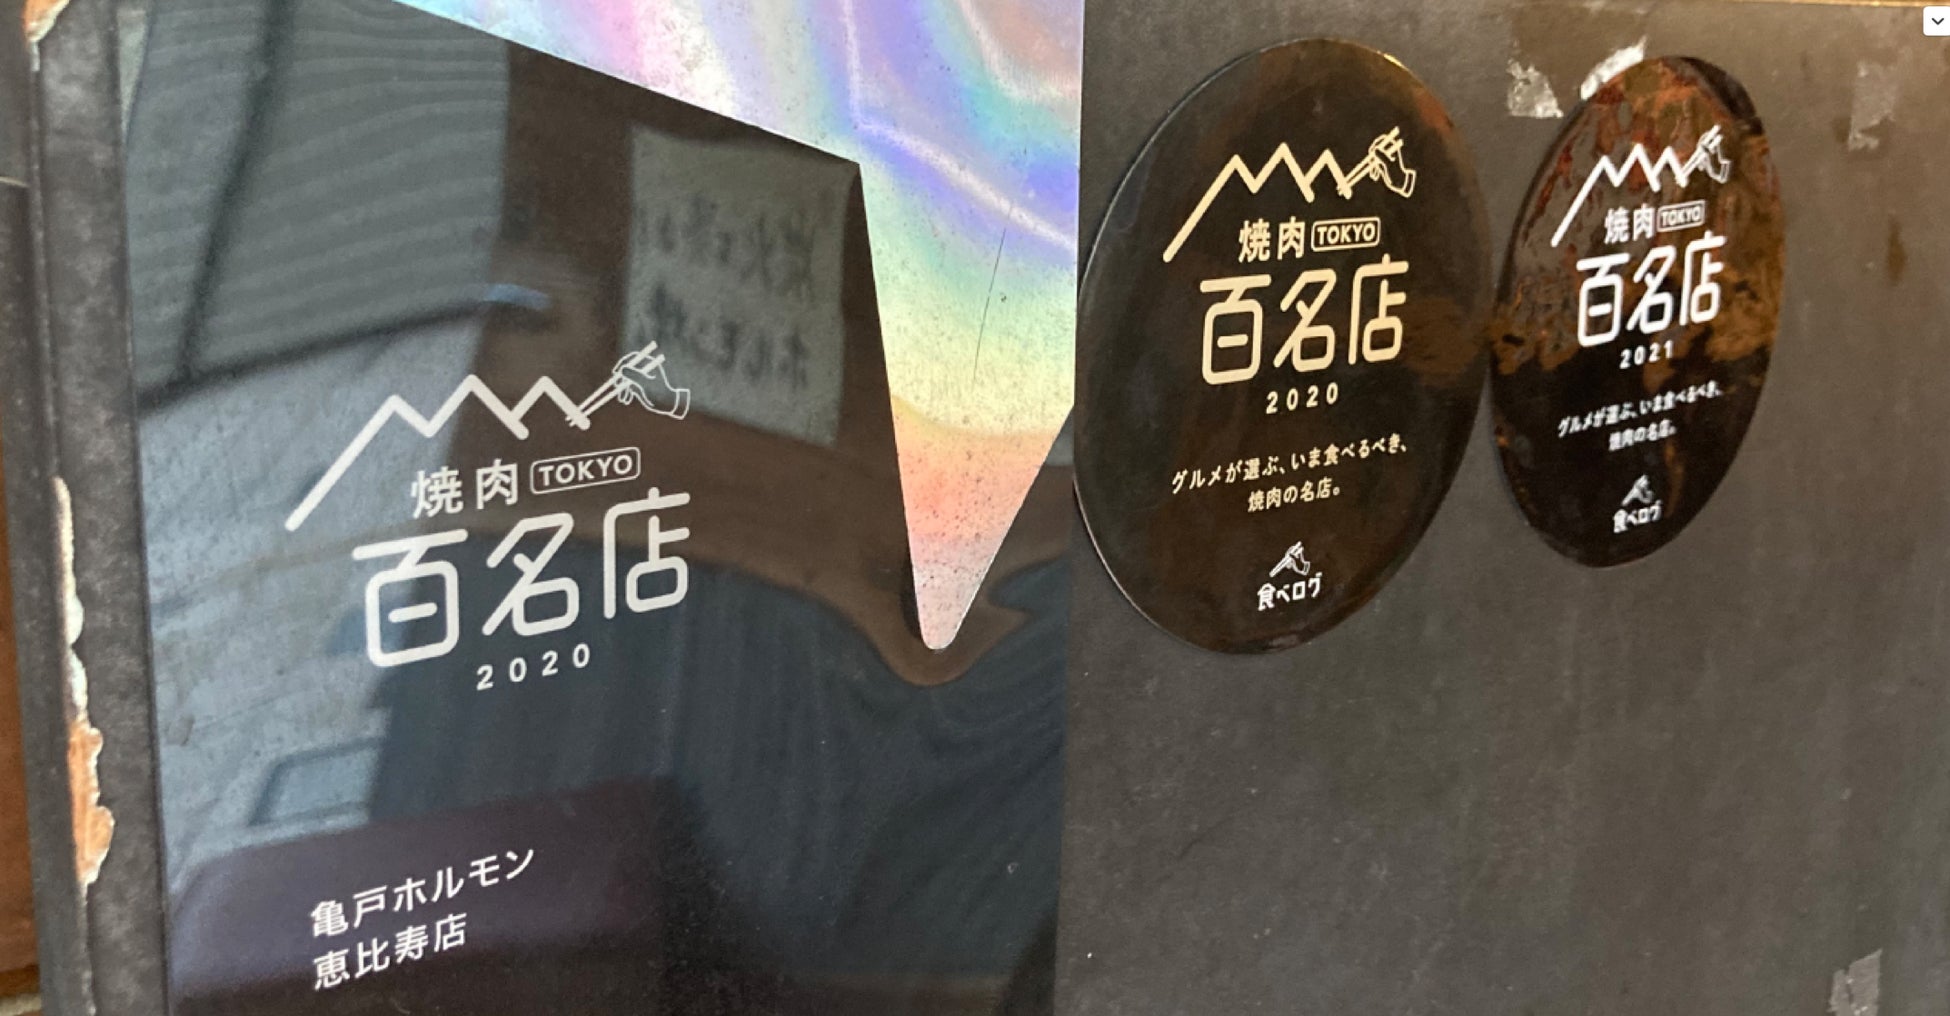 焼肉 TOKYO
百名店
2020
亀戸ホルモン
恵比寿店
焼肉 TOKYO
百名店
2020
グルメが選ぶ、いま食べるべき、
焼肉の名店。
食べログ
焼肉 TOKYO
百名店
2021
グルメが選ぶ、いま食べるべき、
焼肉の名店。
食べログ